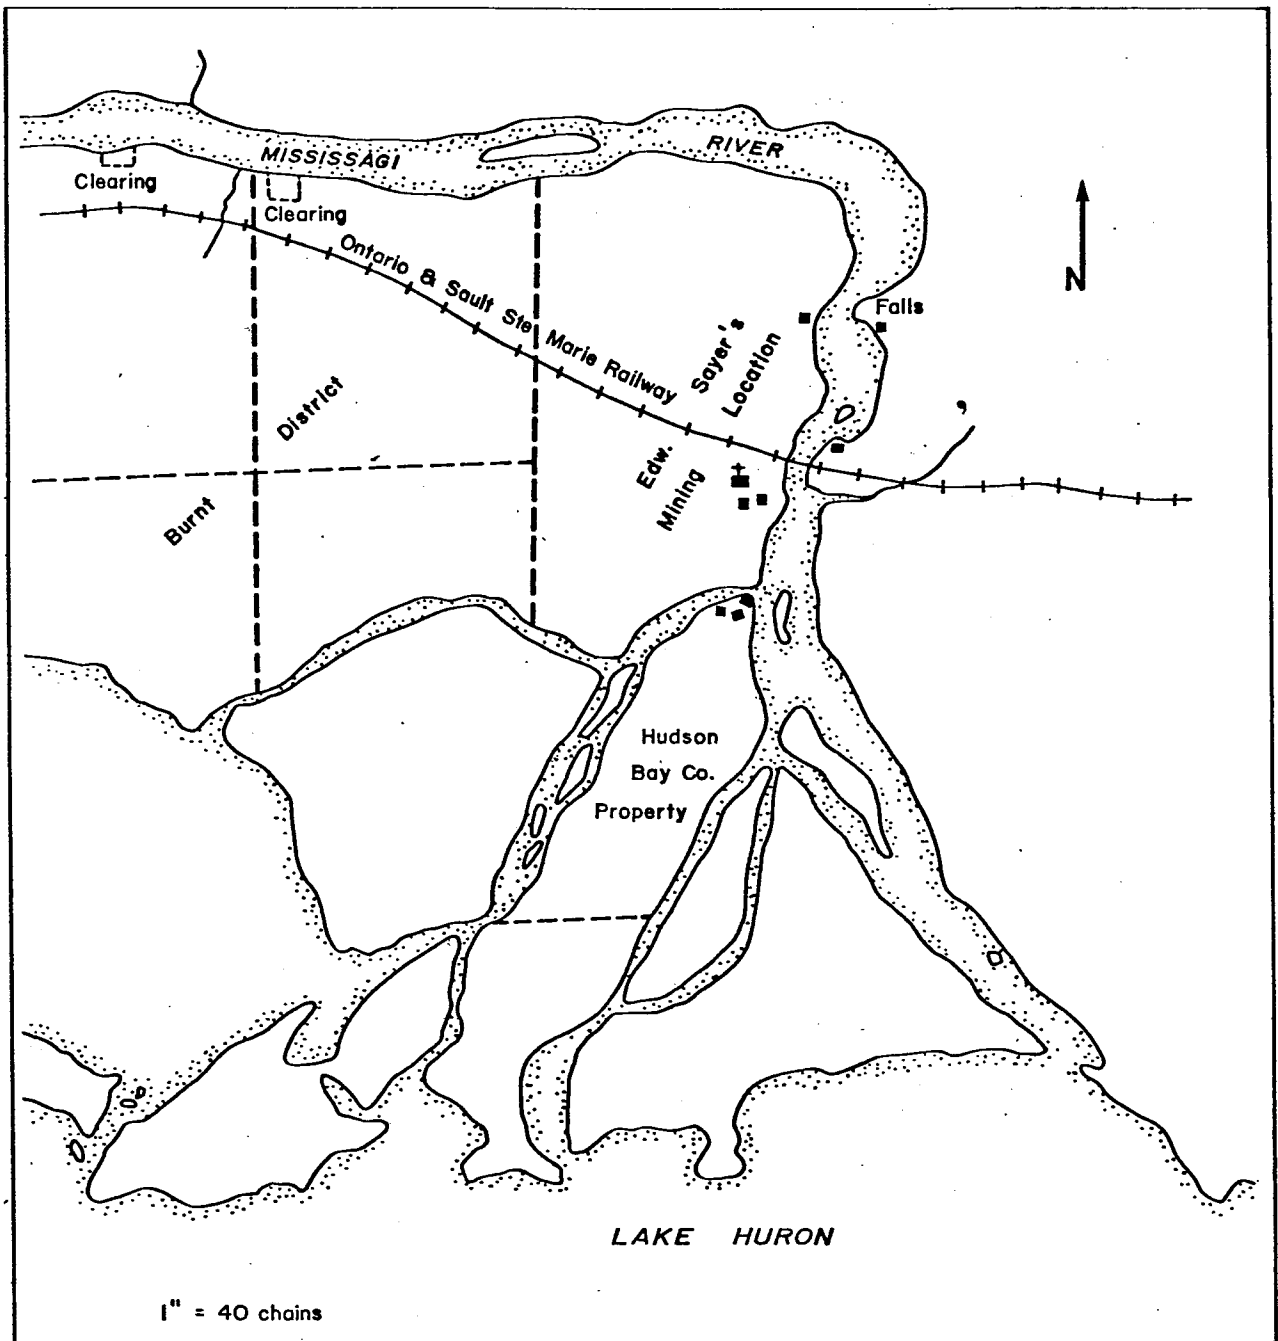 MISSISSAGI
RIVER
Clearing
Clearing
Ontario & Sault Ste. Marie Railway
Falls
N
Sayer's
Location
Edw.
Mining
District
Burnt
Hudson
Bay Co.
Property
LAKE HURON
1" = 40 chains